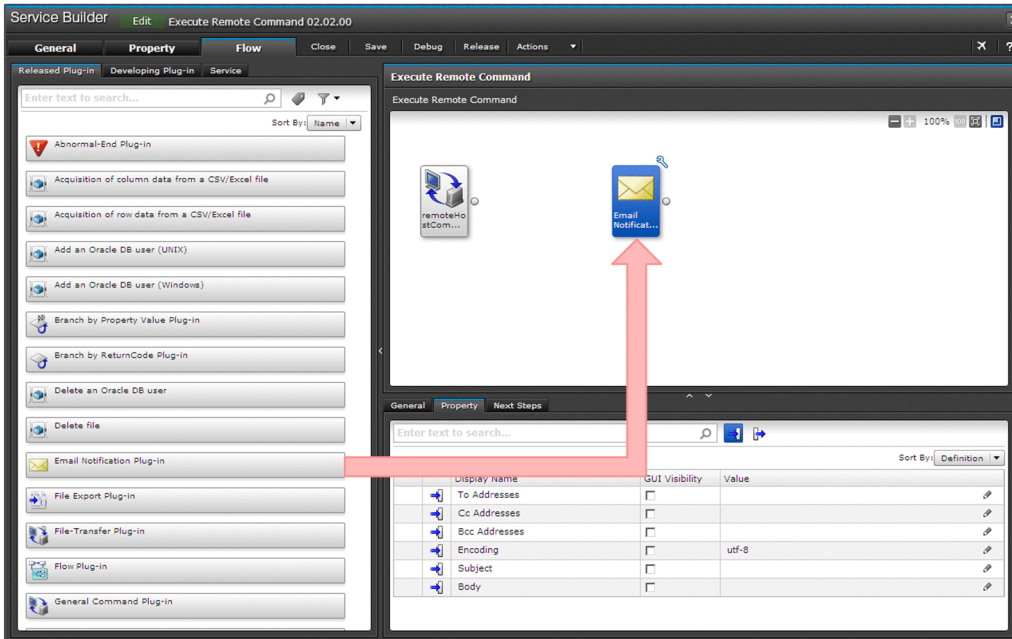 Service Builder Edit Execute Remote Command 02.02.00
General Property Flow Close Save Debug Release Actions ?
Released Plug-in Developing Plug-in Service
Enter text to search...
Sort By: Name
Abnormal-End Plug-in
Acquisition of column data from a CSV/Excel file
Acquisition of row data from a CSV/Excel file
Add an Oracle DB user (UNIX)
Add an Oracle DB user (Windows)
Branch by Property Value Plug-in
Branch by ReturnCode Plug-in
Delete an Oracle DB user
Delete file
Email Notification Plug-in
File Export Plug-in
File-Transfer Plug-in
Flow Plug-in
General Command Plug-in
Execute Remote Command
Execute Remote Command
100% 100
remoteHo
stCom...
Email
Notificat...
General Property Next Steps
Enter text to search...
Sort By: Definition
Display Name GUI Visibility Value
To Addresses
Cc Addresses
Bcc Addresses
Encoding utf-8
Subject
Body